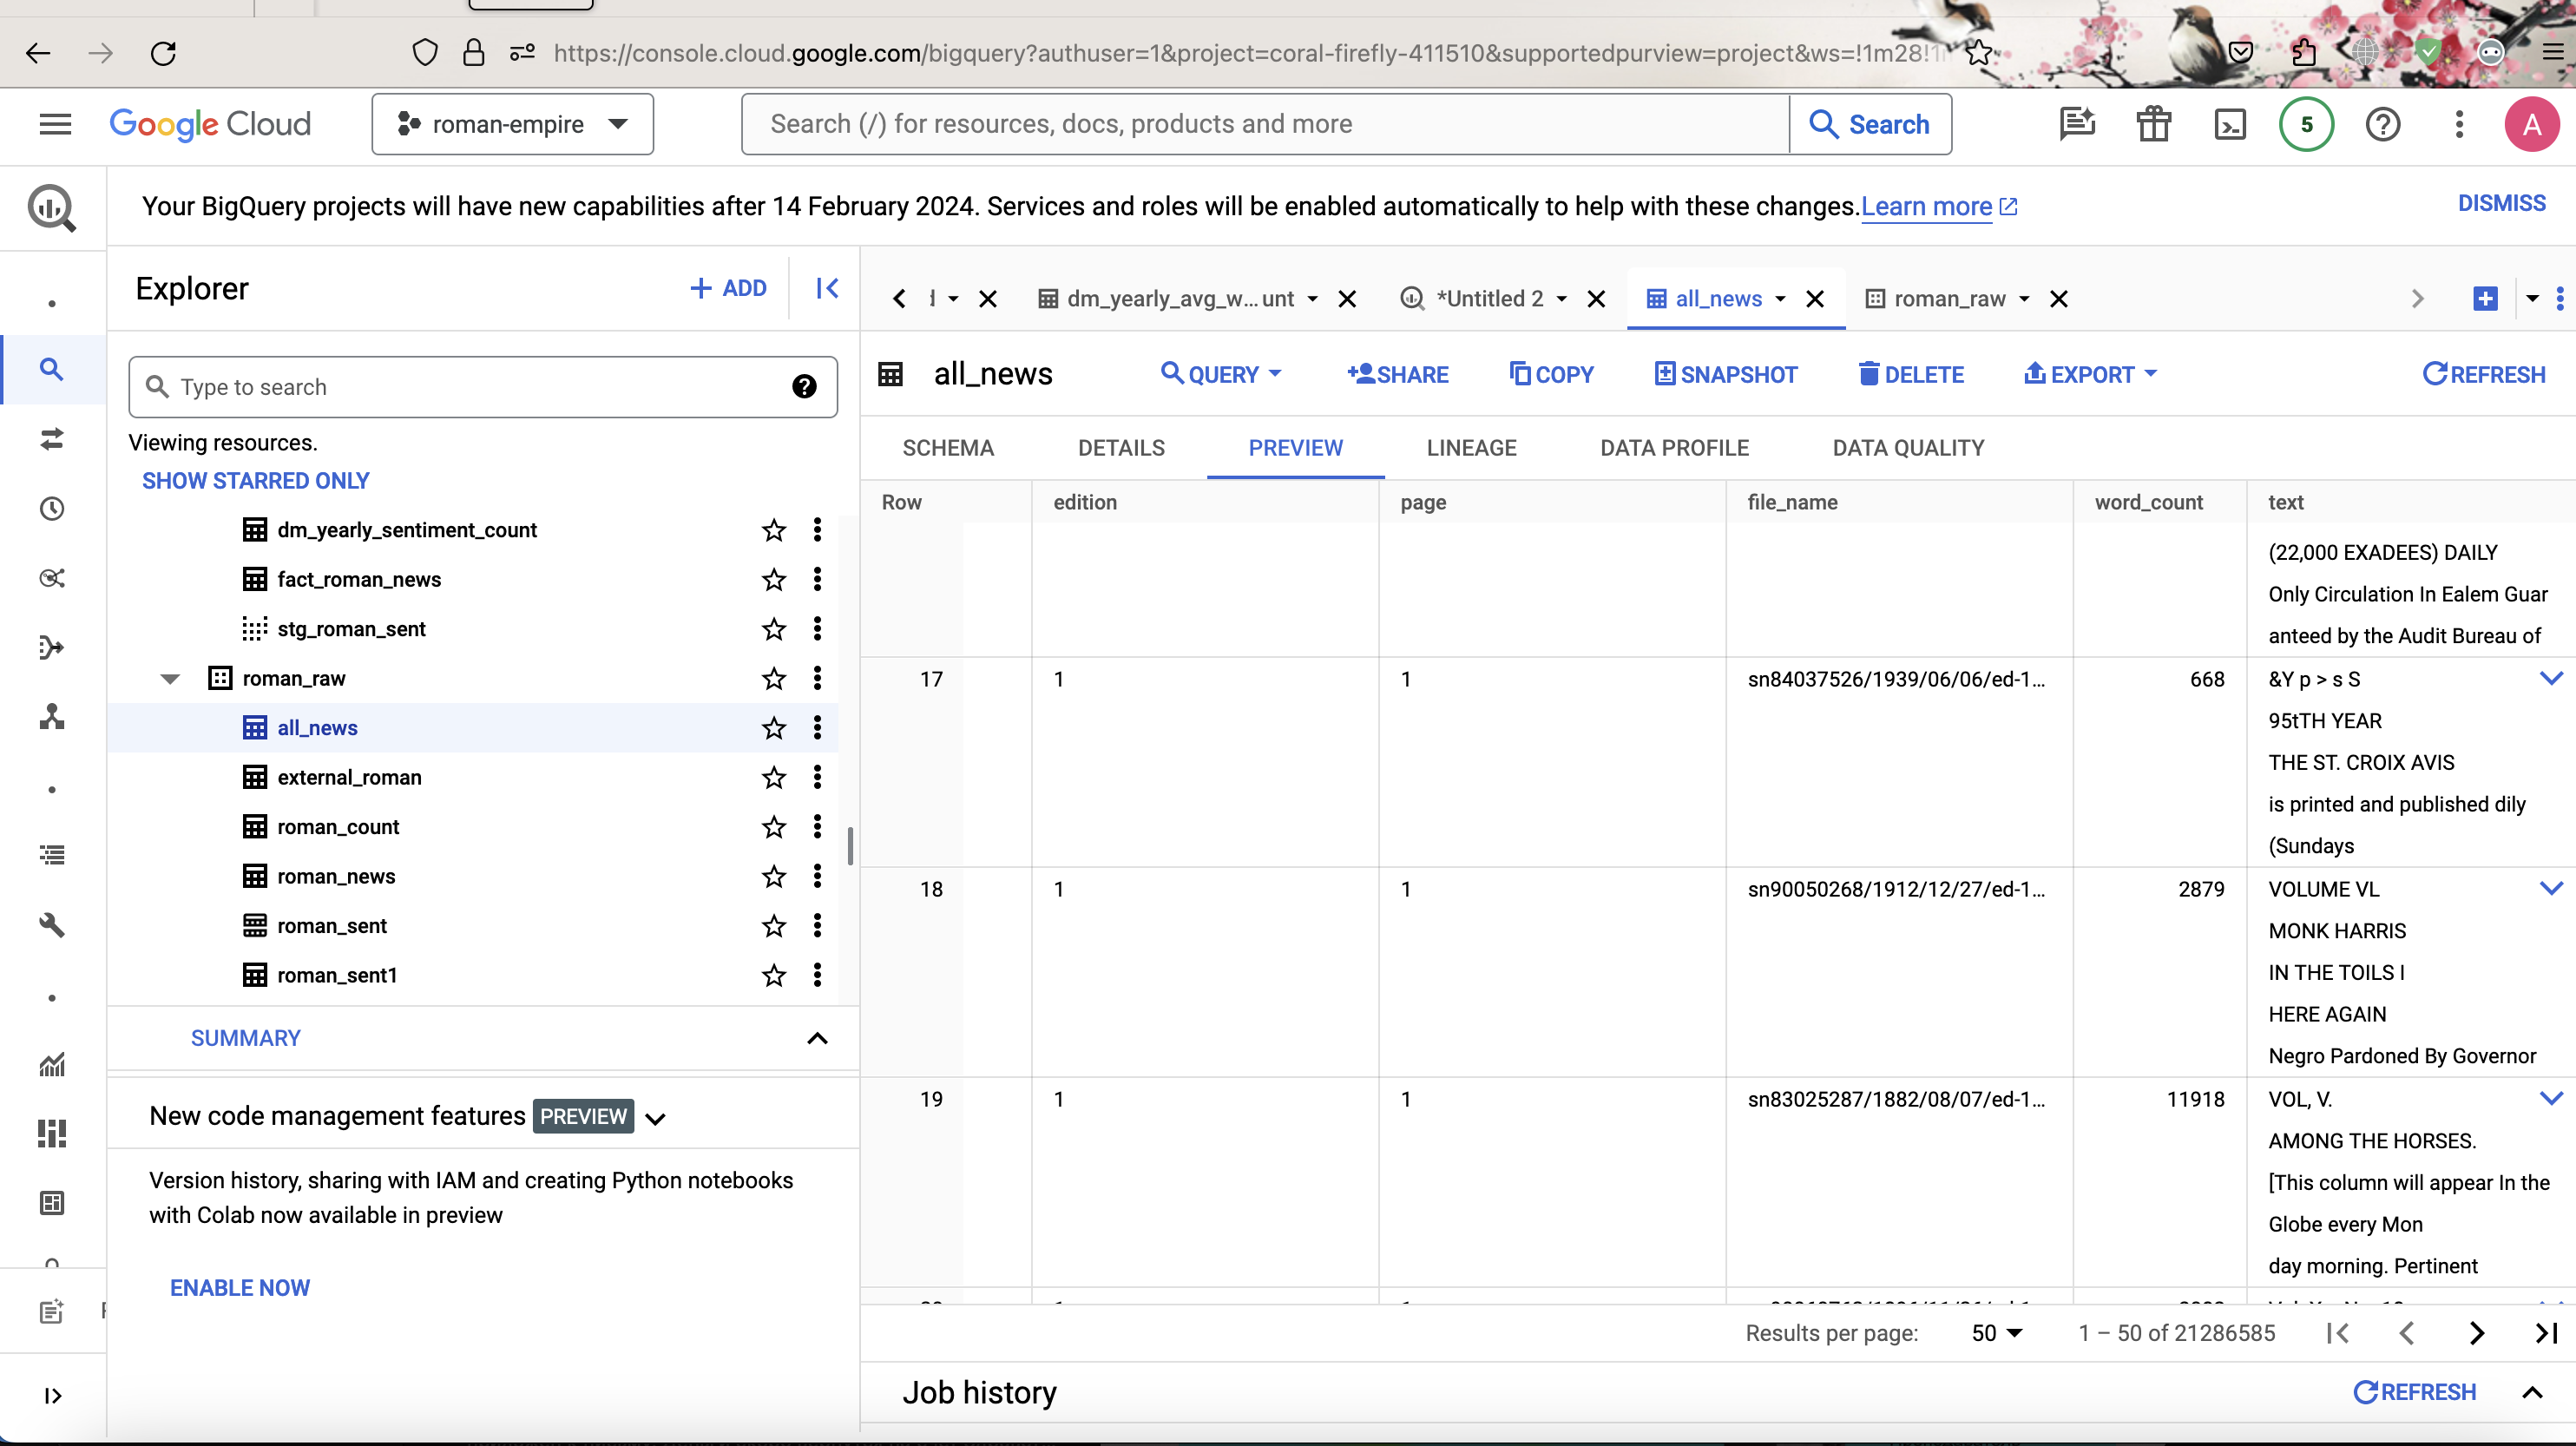 https://console.cloud.google.com/bigquery?authuser=1&project=coral-firefly-411510&supportedpurview=project&ws=!1m28!1
Google Cloud
roman-empire
Search (/) for resources, docs, products and more
Search
5
A
Your BigQuery projects will have new capabilities after 14 February 2024. Services and roles will be enabled automatically to help with these changes. Learn more
DISMISS
Explorer
+ ADD
Type to search
Viewing resources.
SHOW STARRED ONLY
dm_yearly_sentiment_count
fact_roman_news
stg_roman_sent
roman_raw
all_news
external_roman
roman_count
roman_news
roman_sent
roman_sent1
SUMMARY
New code management features PREVIEW
Version history, sharing with IAM and creating Python notebooks
with Colab now available in preview
ENABLE NOW
dm_yearly_avg_w... unt
*Untitled 2
all_news
roman_raw
all_news
QUERY
SHARE
COPY
SNAPSHOT
DELETE
EXPORT
REFRESH
SCHEMA
DETAILS
PREVIEW
LINEAGE
DATA PROFILE
DATA QUALITY
Row edition page file_name word_count text
(22,000 EXADEES) DAILY
Only Circulation In Ealem Guar
anteed by the Audit Bureau of
17 1 1 sn84037526/1939/06/06/ed-1... 668 &Y p > s S
95tTH YEAR
THE ST. CROIX AVIS
is printed and published dily
(Sundays
18 1 1 sn90050268/1912/12/27/ed-1... 2879 VOLUME VL
MONK HARRIS
IN THE TOILS I
HERE AGAIN
Negro Pardoned By Governor
19 1 1 sn83025287/1882/08/07/ed-1... 11918 VOL, V.
AMONG THE HORSES.
[This column will appear In the
Globe every Mon
day morning. Pertinent
Results per page: 50 1 – 50 of 21286585
Job history
REFRESH